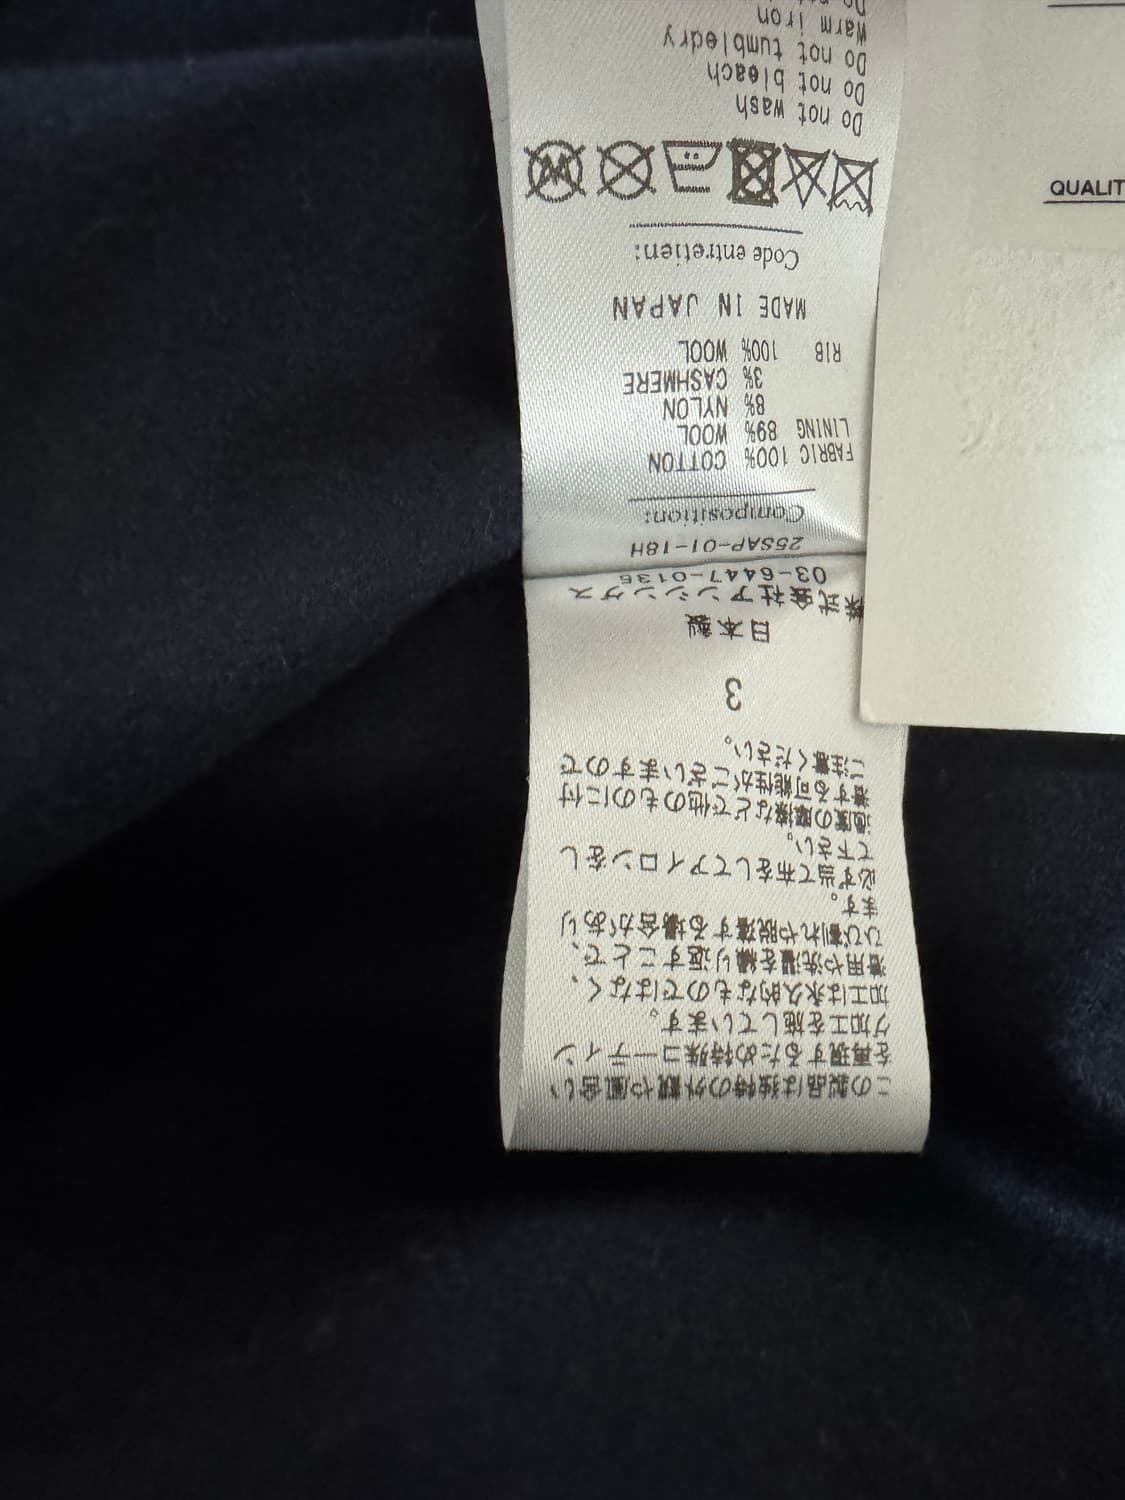 この製品は独特の外観や風合い
を再現するため特殊コーティン
グ加工を施しています。
加工は永久的なものではなく、
着用や洗濯を繰り返すことで、
ひび割れや脱落する場合があり
ます。
必ず当て布をしてアイロンをし
て下さい。
過度の摩擦などで他のものに付
着する可能性がございますので
ご注意ください。
3
日本製
株式会社アンシングス
03-6447-0135
25SAP-01-18H
Composition:
FABRIC 100% COTTON
LINING 89% WOOL
8% NYLON
3% CASHMERE
RIB 100% WOOL
MADE IN JAPAN
Code entretien:
Do not wash
Do not bleach
Do not tumbledry
Warm iron
Do not
QUALIT